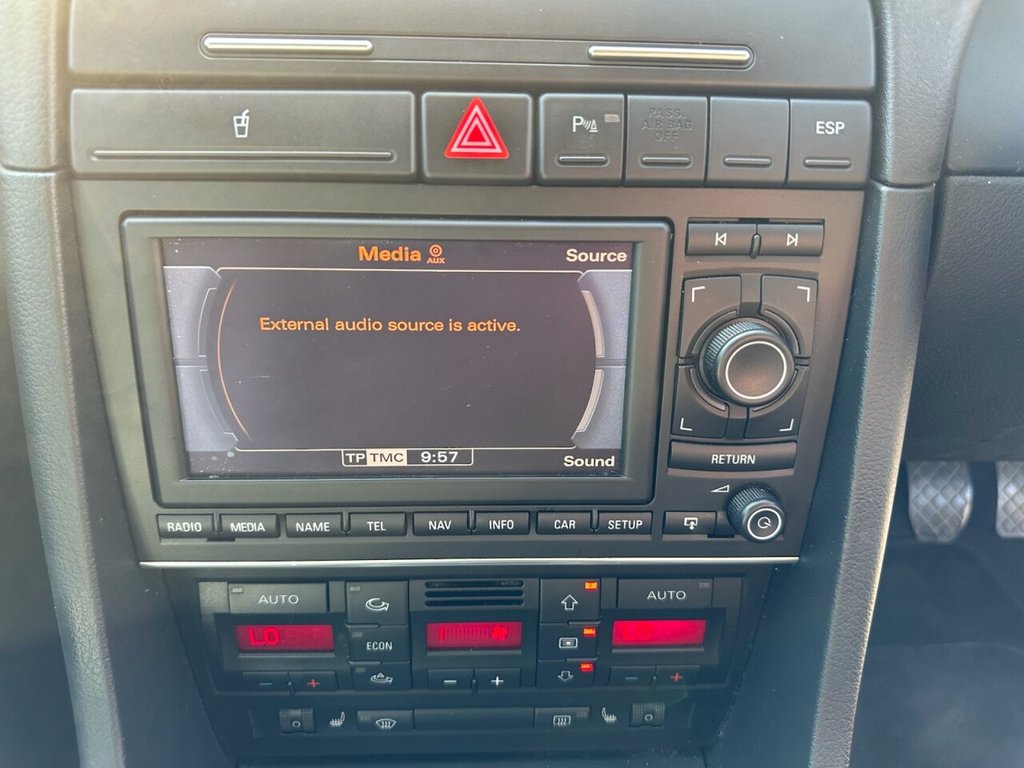 P
PASS.
AIR BAG
OFF
ESP
Media AUX
Source
External audio source is active.
TP TMC 9:57
Sound
RETURN
RADIO MEDIA NAME TEL NAV INFO CAR SETUP
AUTO
AUTO
ECON
LO